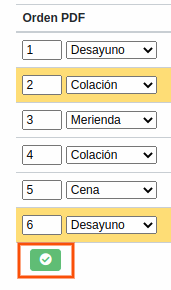 Orden PDF
1 Desayuno
2 Colación
3 Merienda
4 Colación
5 Cena
6 Desayuno